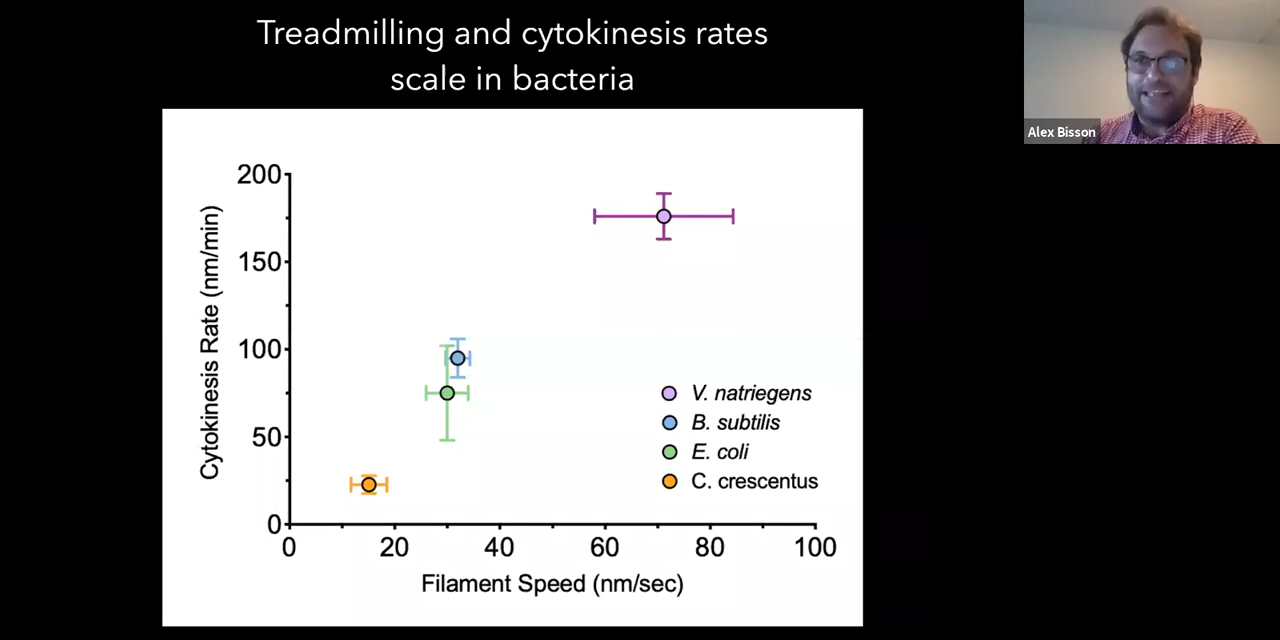 Treadmilling and cytokinesis rates
scale in bacteria
Alex Bisson
200
150
100
50
0
Cytokinesis Rate (nm/min)
V. natriegens
B. subtilis
E. coli
C. crescentus
0 20 40 60 80 100
Filament Speed (nm/sec)